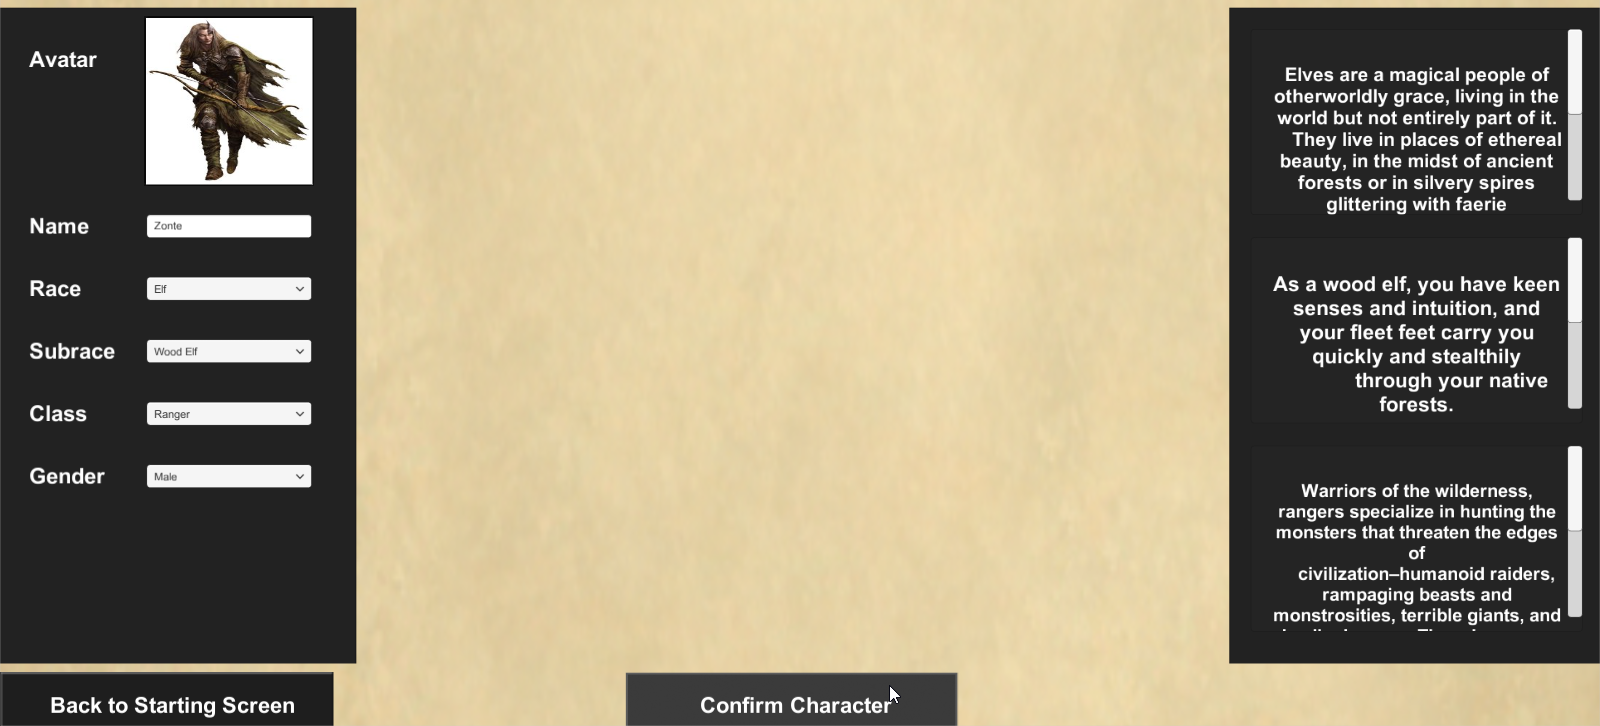 Avatar
Name
Zonte
Race
Elf
Subrace
Wood Elf
Class
Ranger
Gender
Male
Elves are a magical people of
otherworldly grace, living in the
world but not entirely part of it.
They live in places of ethereal
beauty, in the midst of ancient
forests or in silvery spires
glittering with faerie
As a wood elf, you have keen
senses and intuition, and
your fleet feet carry you
quickly and stealthily
through your native
forests.
Warriors of the wilderness,
rangers specialize in hunting the
monsters that threaten the edges
of
civilization–humanoid raiders,
rampaging beasts and
monstrosities, terrible giants, and
Back to Starting Screen
Confirm Character